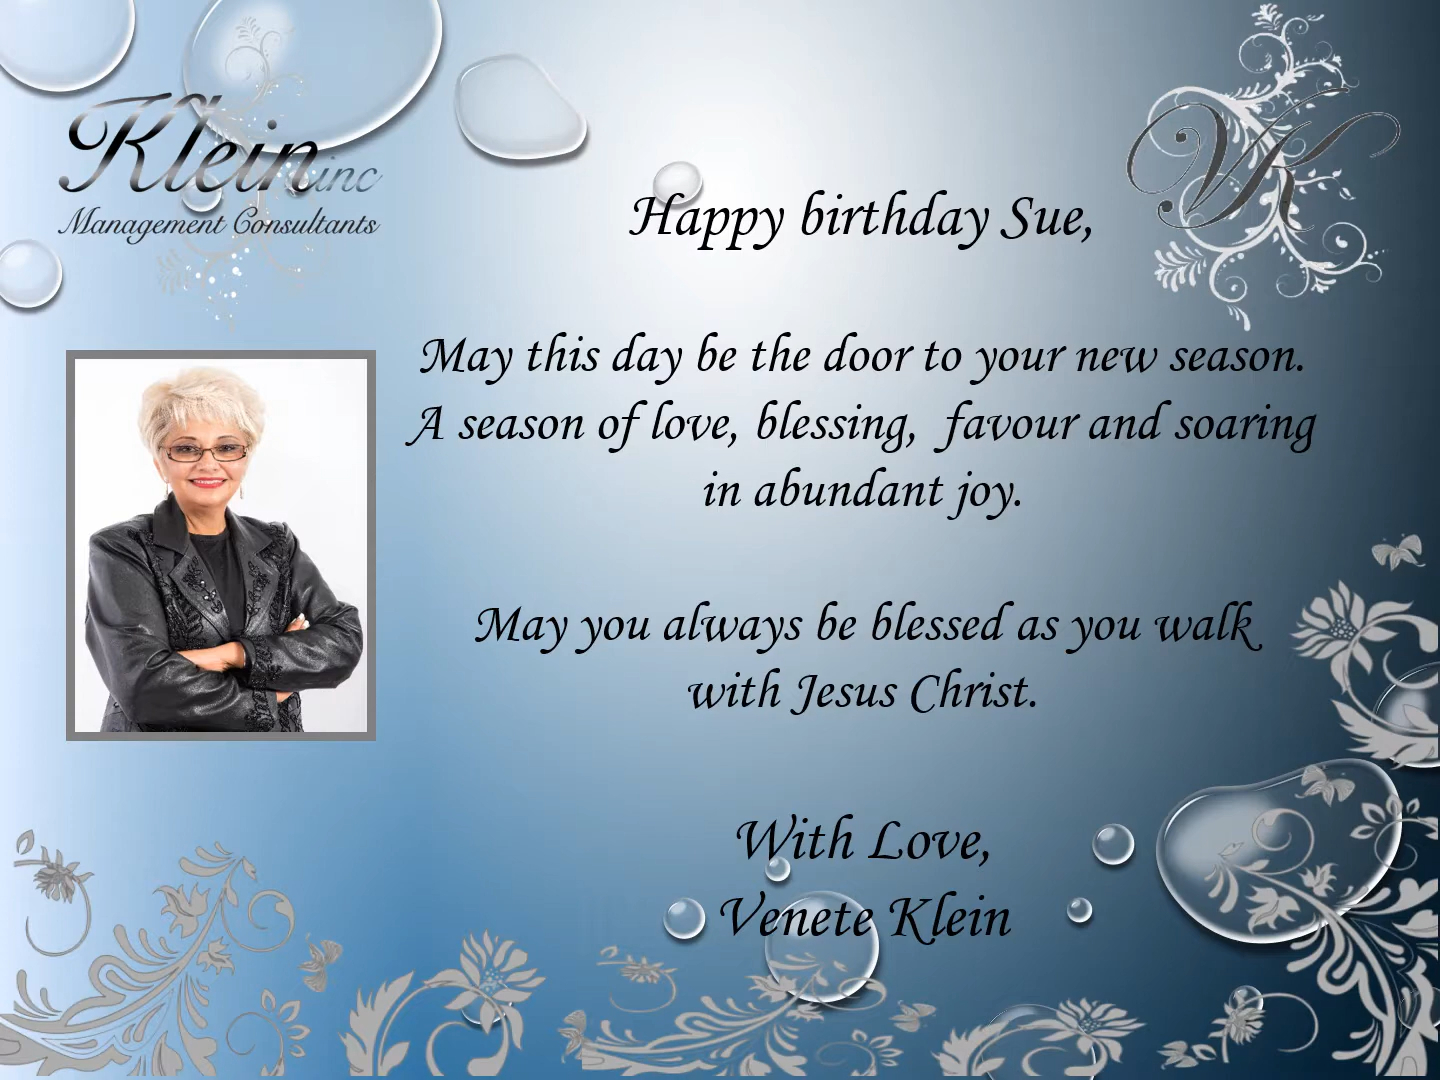 Klein inc
Management Consultants
VK
Happy birthday Sue,
May this day be the door to your new season.
A season of love, blessing,  favour and soaring
in abundant joy.
May you always be blessed as you walk
with Jesus Christ.
With Love,
Venete Klein